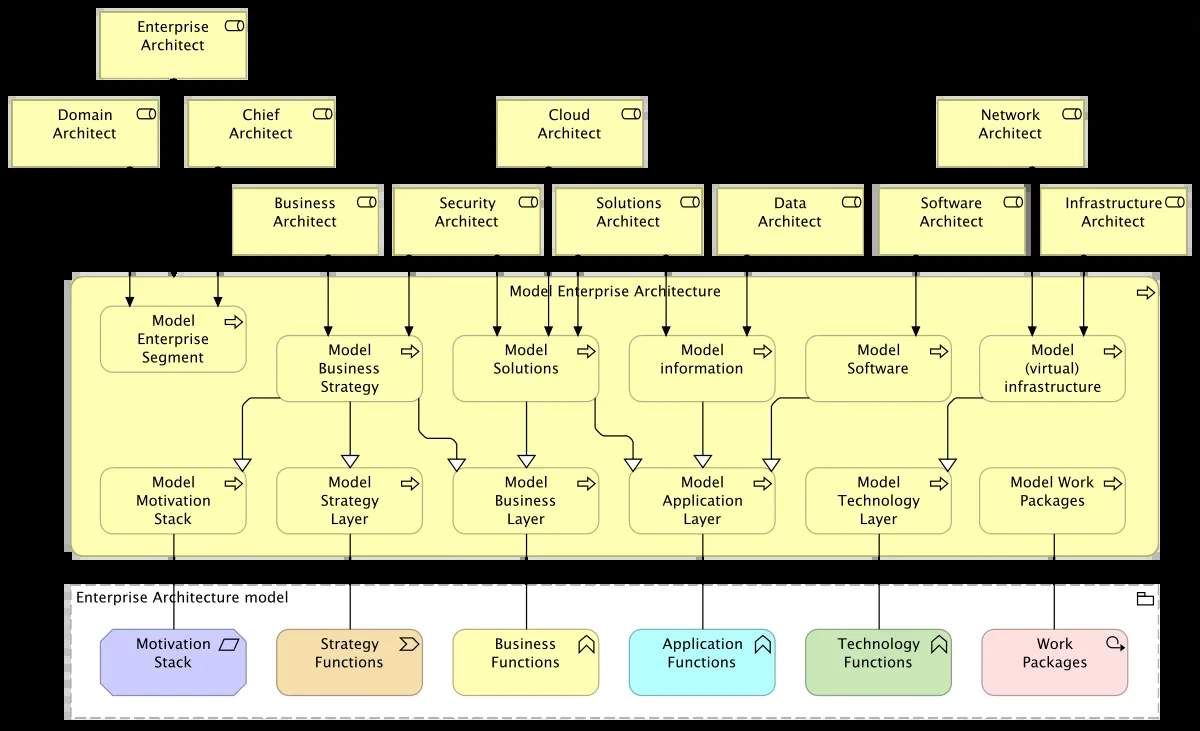 Enterprise
Architect
Domain
Architect
Chief
Architect
Cloud
Architect
Network
Architect
Business
Architect
Security
Architect
Solutions
Architect
Data
Architect
Software
Architect
Infrastructure
Architect
Model Enterprise Architecture
Model
Enterprise
Segment
Model
Business
Strategy
Model
Solutions
Model
information
Model
Software
Model
(virtual)
infrastructure
Model
Motivation
Stack
Model
Strategy
Layer
Model
Business
Layer
Model
Application
Layer
Model
Technology
Layer
Model Work
Packages
Enterprise Architecture model
Motivation
Stack
Strategy
Functions
Business
Functions
Application
Functions
Technology
Functions
Work
Packages